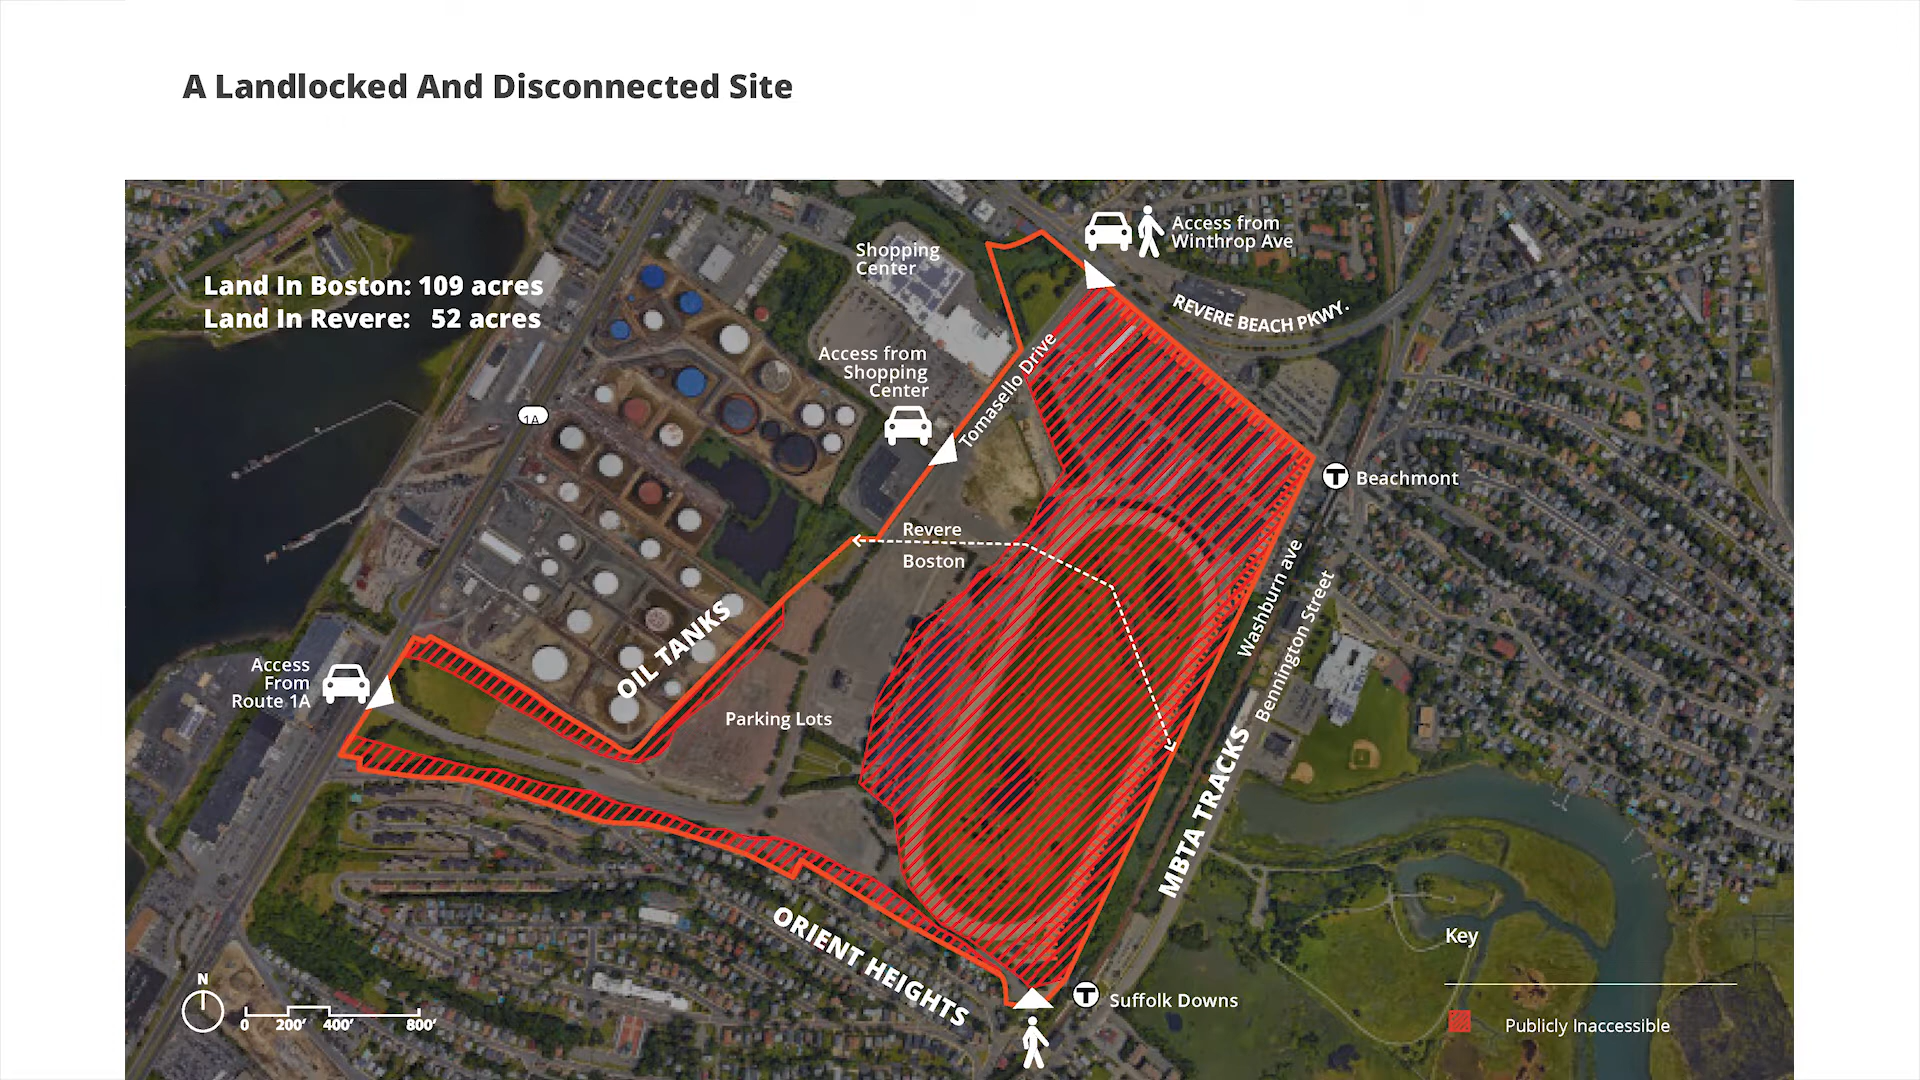 A Landlocked And Disconnected Site
Land In Boston: 109 acres
Land In Revere: 52 acres
Shopping
Center
Access from
Winthrop Ave
REVERE BEACH PKWY.
Access from
Shopping
Center
Tomasello Drive
1A
T Beachmont
Revere
Boston
Washburn ave
Bennington Street
OIL TANKS
Access
From
Route 1A
Parking Lots
MBTA TRACKS
ORIENT HEIGHTS
Key
Publicly Inaccessible
T Suffolk Downs
N
0 200' 400' 800'